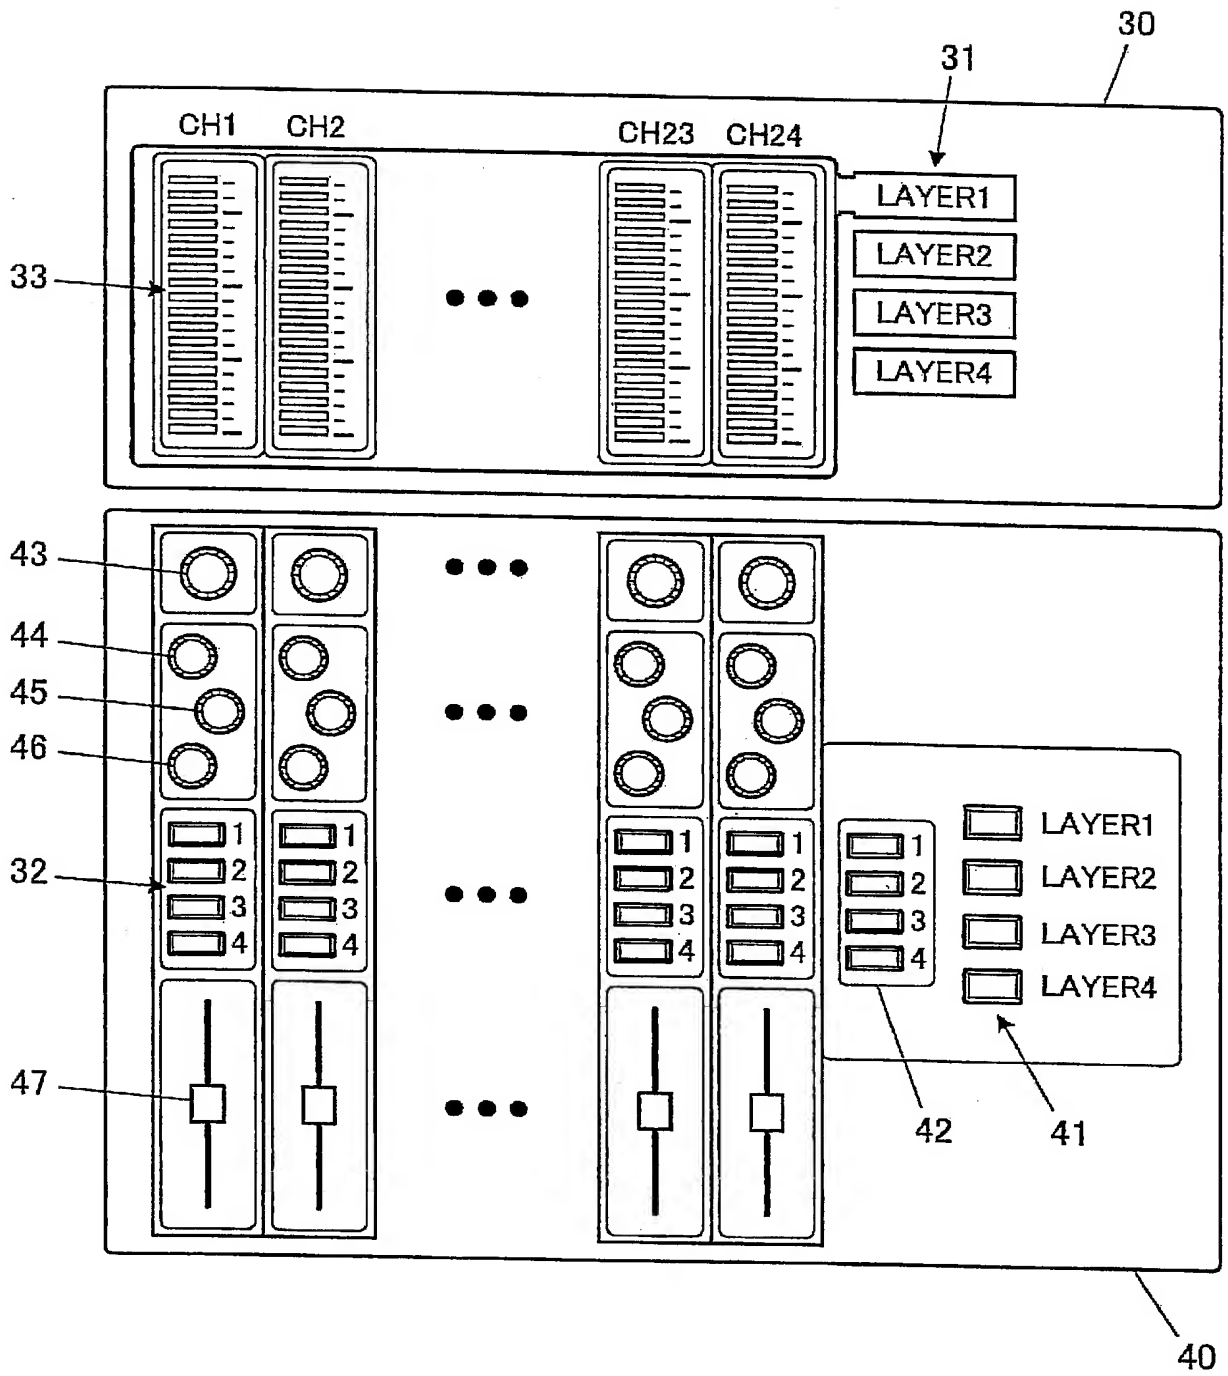 30
31
CH1 CH2 CH23 CH24
LAYER1
LAYER2
33
LAYER3
LAYER4
43
44
45
46
1 1 1 1 1 LAYER1
32 2 2 2 2 2 LAYER2
3 3 3 3 3 LAYER3
4 4 4 4 4 LAYER4
47
42 41
40